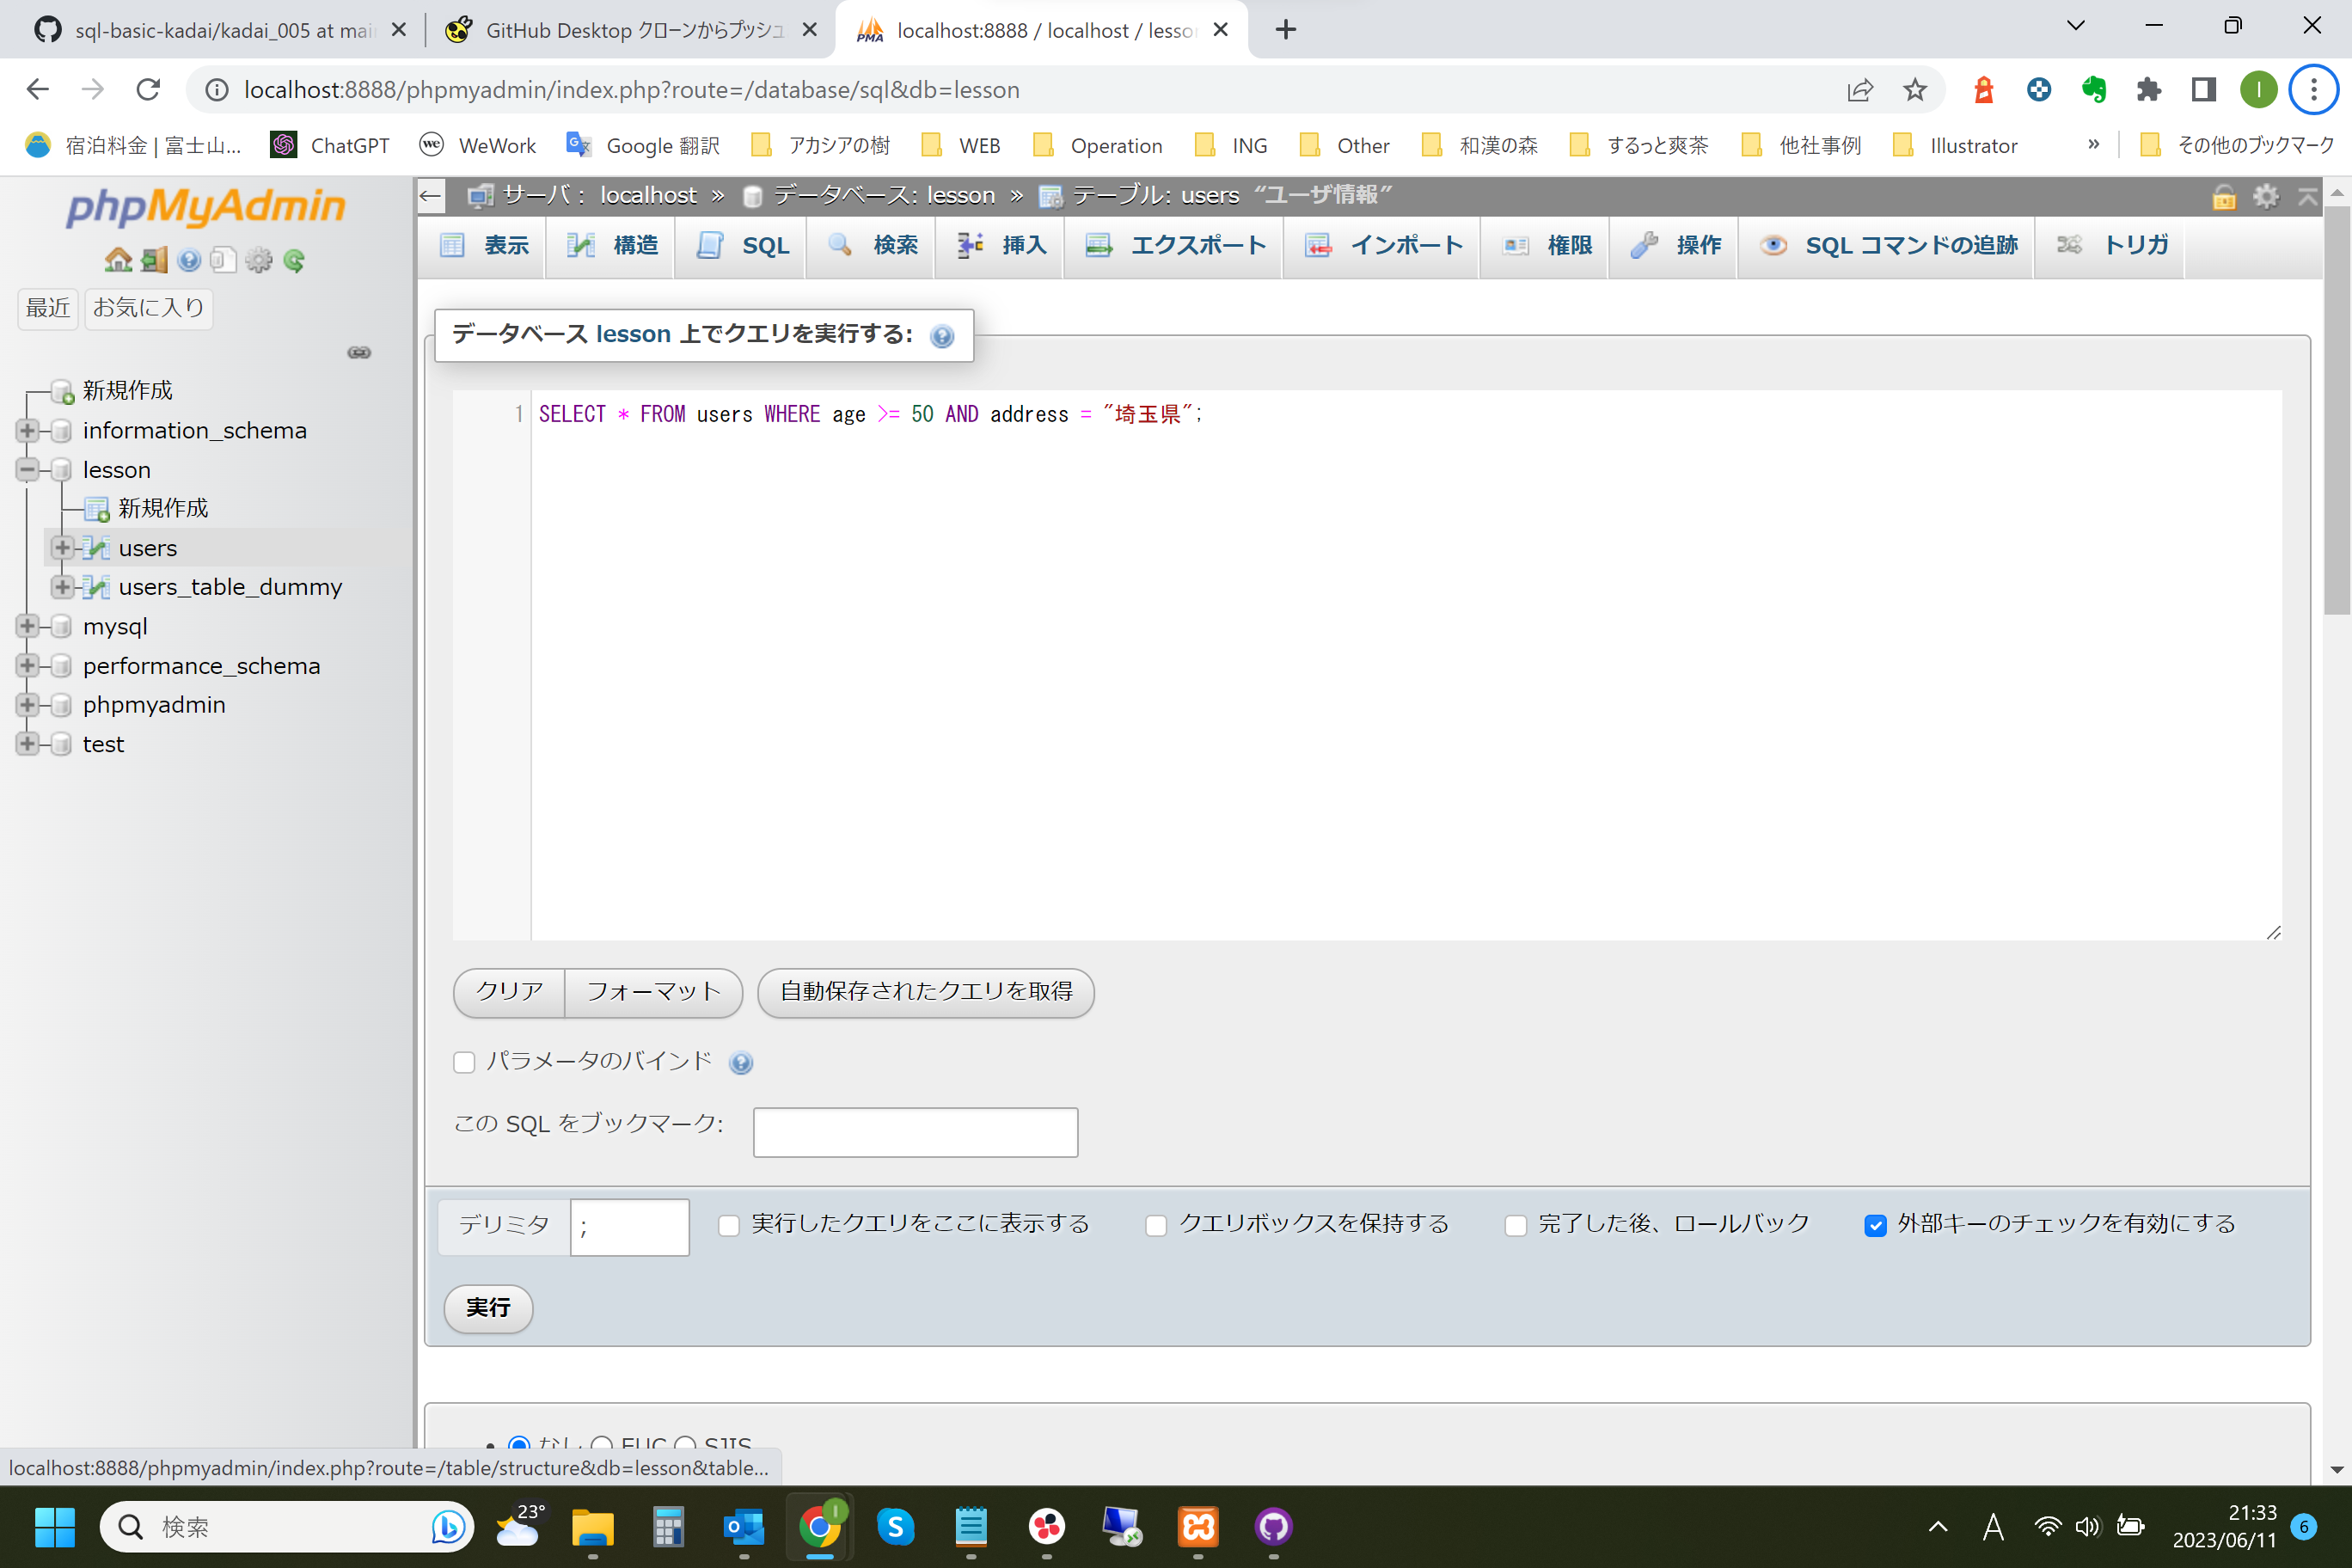 sql-basic-kadai/kadai_005 at mai
GitHub Desktop クローンからプッシュ
localhost:8888 / localhost / lesson
localhost:8888/phpmyadmin/index.php?route=/database/sql&db=lesson
I
宿泊料金 | 富士山...
ChatGPT
WeWork
Google 翻訳
アカシアの樹
WEB
Operation
ING
Other
和漢の森
するっと爽茶
他社事例
Illustrator
»
その他のブックマーク
phpMyAdmin
最近
お気に入り
新規作成
information_schema
lesson
新規作成
users
users_table_dummy
mysql
performance_schema
phpmyadmin
test
サーバ: localhost » データベース: lesson » テーブル: users “ユーザ情報”
表示
構造
SQL
検索
挿入
エクスポート
インポート
権限
操作
SQL コマンドの追跡
トリガ
データベース lesson 上でクエリを実行する:
1 SELECT * FROM users WHERE age >= 50 AND address = "埼玉県";
クリア
フォーマット
自動保存されたクエリを取得
パラメータのバインド
この SQL をブックマーク:
デリミタ ;
実行したクエリをここに表示する
クエリボックスを保持する
完了した後、ロールバック
外部キーのチェックを有効にする
実行
なし EUC SJIS
localhost:8888/phpmyadmin/index.php?route=/table/structure&db=lesson&table...
検索
23°
A
21:33
2023/06/11
6